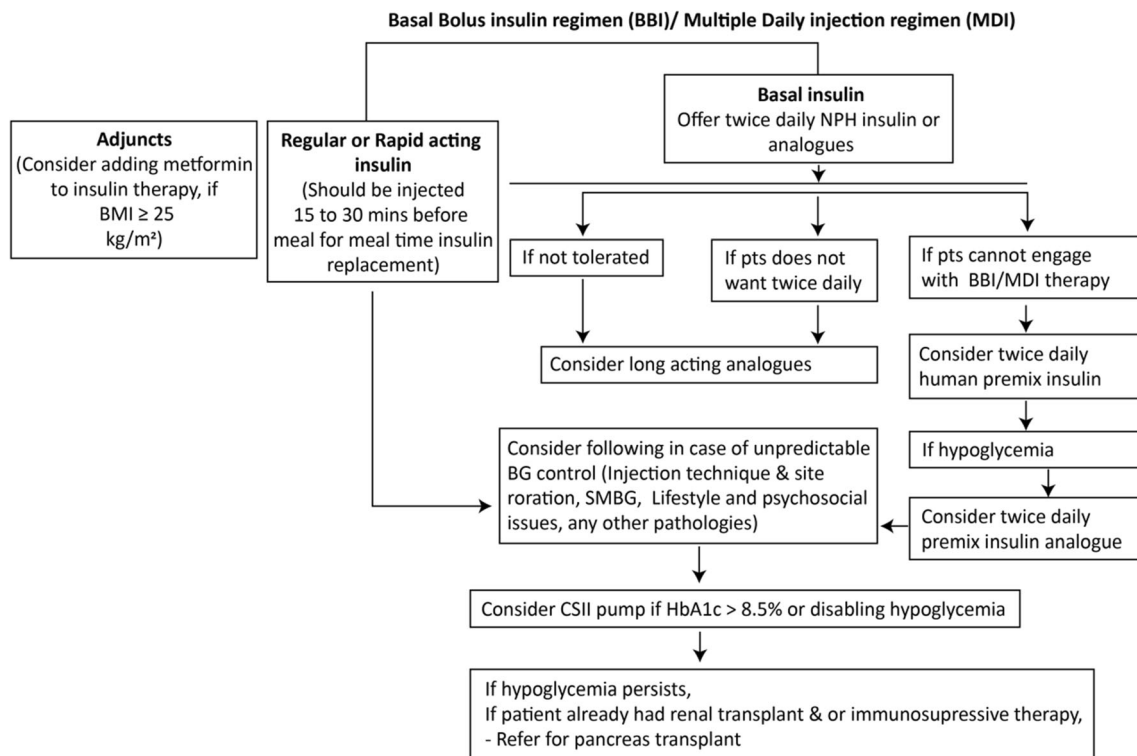 Basal Bolus insulin regimen (BBI)/ Multiple Daily injection regimen (MDI)
Basal insulin
Offer twice daily NPH insulin or
analogues
Adjuncts
(Consider adding metformin
to insulin therapy, if
BMI ≥ 25
kg/m²)
Regular or Rapid acting
insulin
(Should be injected
15 to 30 mins before
meal for meal time insulin
replacement)
If not tolerated
If pts does not
want twice daily
If pts cannot engage
with BBI/MDI therapy
Consider long acting analogues
Consider twice daily
human premix insulin
If hypoglycemia
Consider twice daily
premix insulin analogue
Consider following in case of unpredictable
BG control (Injection technique & site
roration, SMBG, Lifestyle and psychosocial
issues, any other pathologies)
Consider CSII pump if HbA1c > 8.5% or disabling hypoglycemia
If hypoglycemia persists,
If patient already had renal transplant & or immunosupressive therapy,
- Refer for pancreas transplant